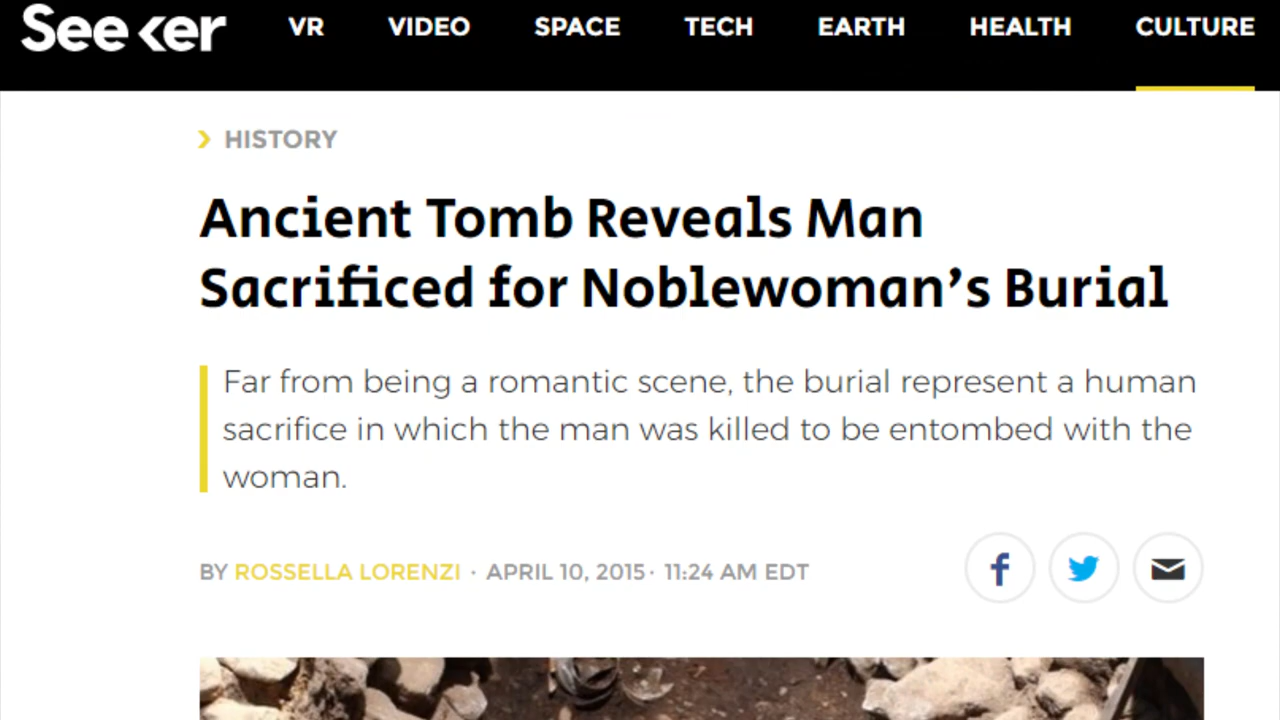 Seeker VR VIDEO SPACE TECH EARTH HEALTH CULTURE
HISTORY
Ancient Tomb Reveals Man
Sacrificed for Noblewoman's Burial
Far from being a romantic scene, the burial represent a human
sacrifice in which the man was killed to be entombed with the
woman.
BY ROSSELLA LORENZI · APRIL 10, 2015 · 11:24 AM EDT